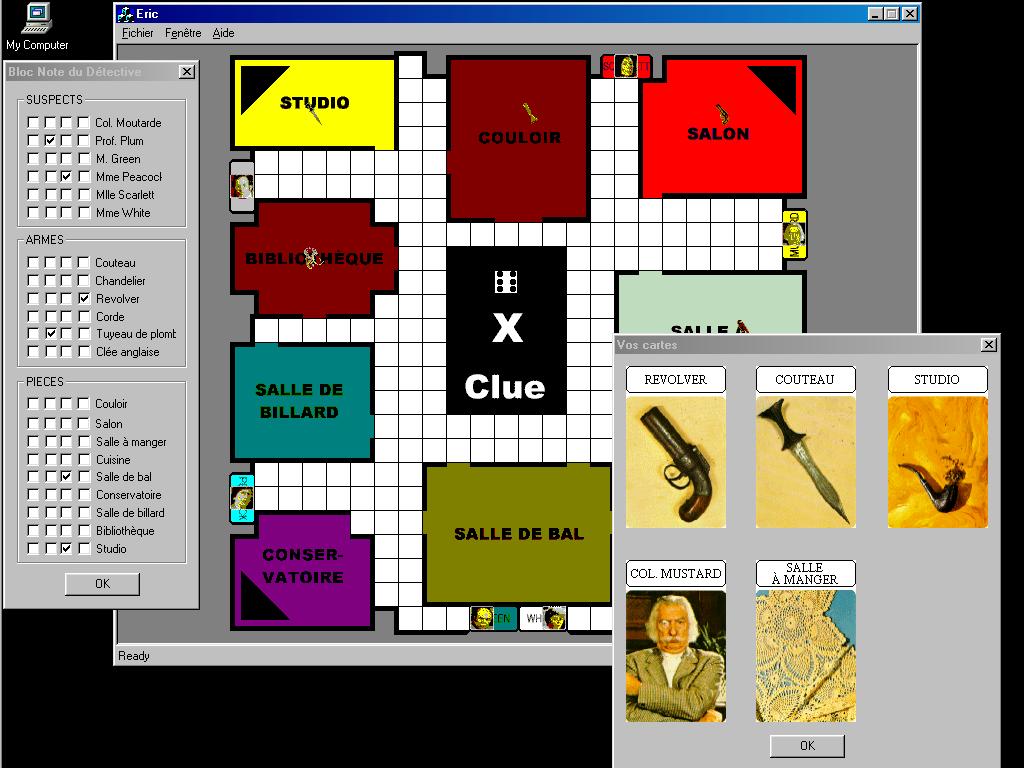 My Computer
Eric
Fichier Fenêtre Aide
Bloc Note du Détective
SUSPECTS
Col. Moutarde
Prof. Plum
M. Green
Mme Peacock
Mlle Scarlett
Mme White
ARMES
Couteau
Chandelier
Revolver
Corde
Tuyeau de plomb
Clée anglaise
PIECES
Couloir
Salon
Salle à manger
Cuisine
Salle de bal
Conservatoire
Salle de billard
Bibliothèque
Studio
OK
STUDIO
COULOIR
SALON
BIBLIOTHEQUE
X
Clue
SALLE À
SALLE DE
BILLARD
SALLE DE BAL
CONSER-
VATOIRE
EEN
WH
Ready
Vos cartes
REVOLVER
COUTEAU
STUDIO
COL. MUSTARD
SALLE
À MANGER
OK